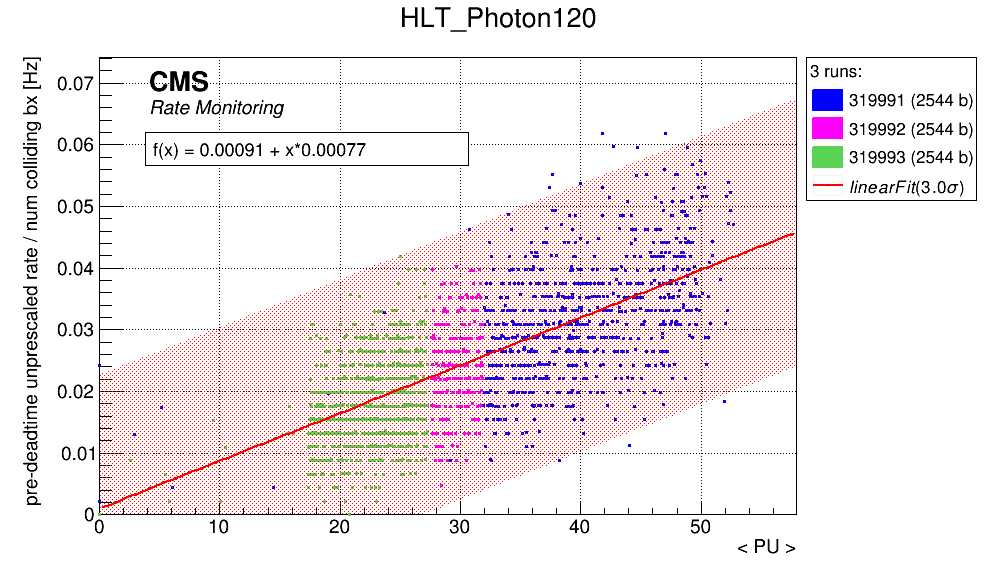 HLT_Photon120
pre-deadtime unprescaled rate / num colliding bx [Hz]
0.07
0.06
0.05
0.04
0.03
0.02
0.01
0
CMS
Rate Monitoring
f(x) = 0.00091 + x*0.00077
0 10 20 30 40 50
< PU >
3 runs:
319991 (2544 b)
319992 (2544 b)
319993 (2544 b)
linearFit(3.0σ)